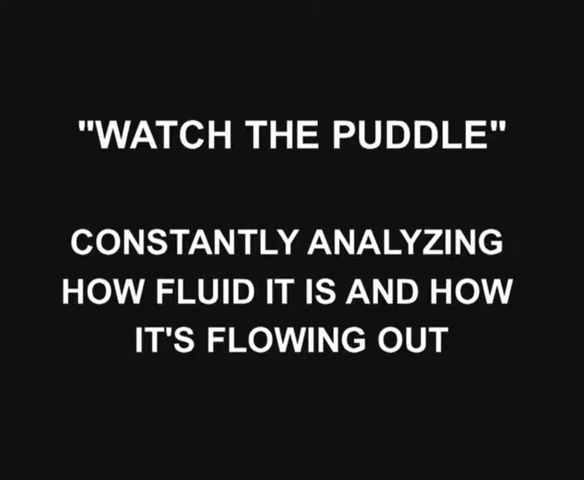 "WATCH THE PUDDLE"
CONSTANTLY ANALYZING
HOW FLUID IT IS AND HOW
IT'S FLOWING OUT